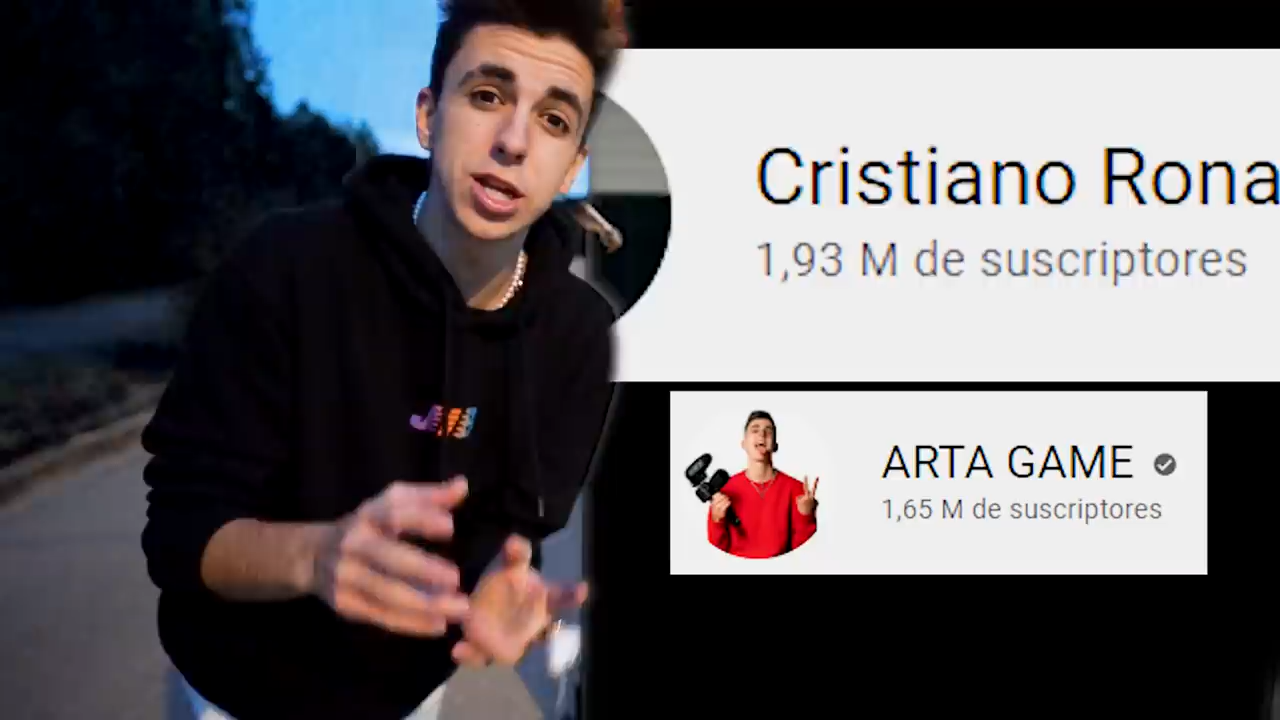 Cristiano Rona
1,93 M de suscriptores
ARTA GAME
1,65 M de suscriptores